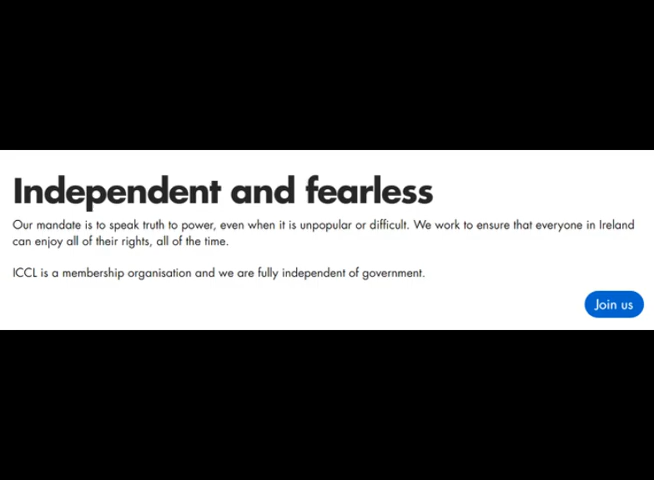 Independent and fearless
Our mandate is to speak truth to power, even when it is unpopular or difficult. We work to ensure that everyone in Ireland
can enjoy all of their rights, all of the time.
ICCL is a membership organisation and we are fully independent of government.
Join us